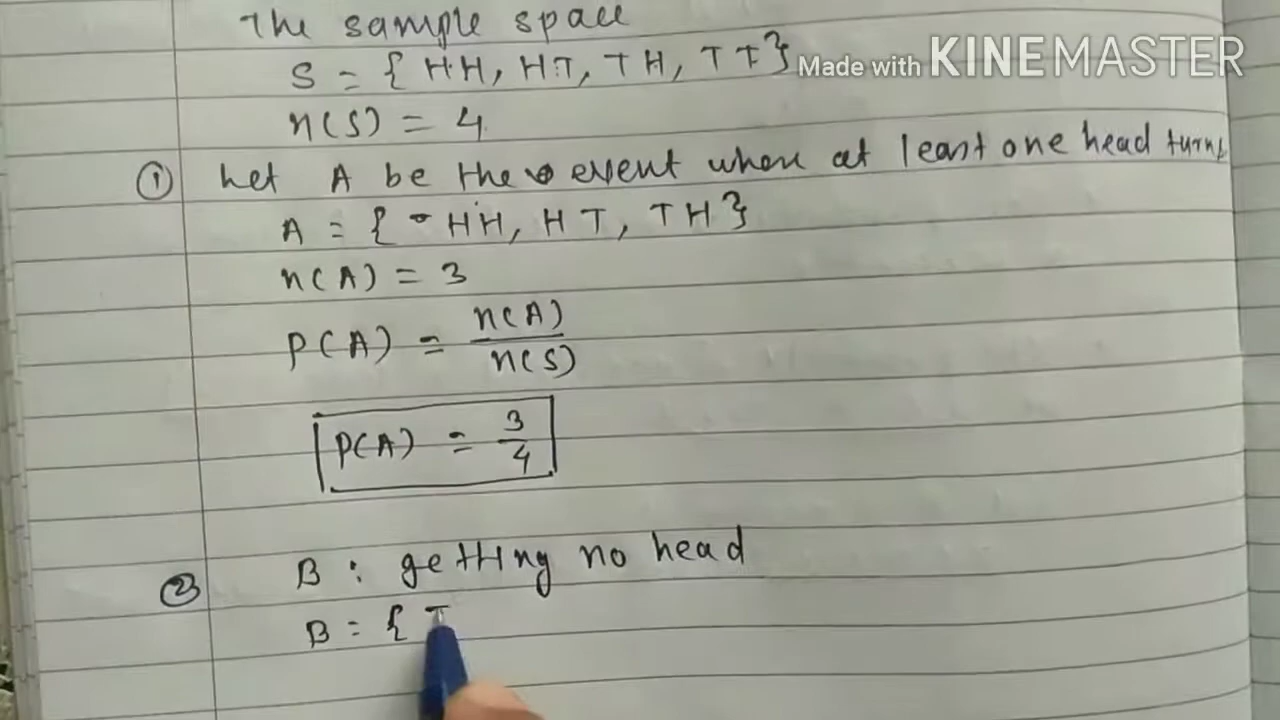 The sample space
S = { HH, HT, TH, TT}
Made with KINEMASTER
n(S) = 4
① Let A be the event when at least one head turns
A = { HH, HT, TH}
n(A) = 3
P(A) = n(A)/n(S)
P(A) = 3/4
② B : getting no head
B = { T